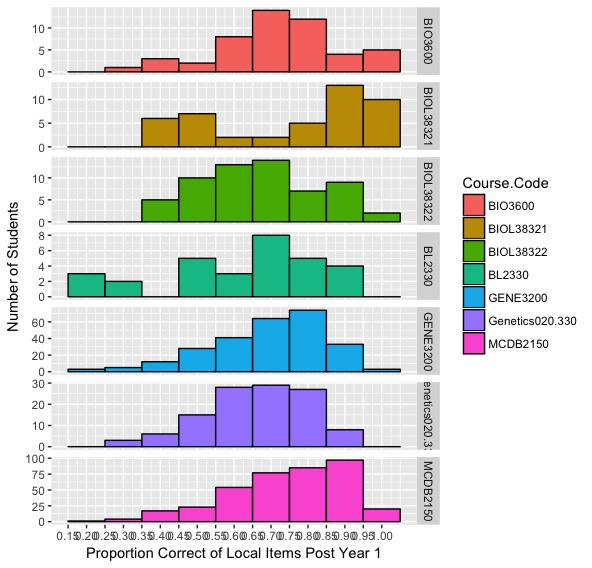 0
5
10
BIO3600
0
5
10
BIOL38321
0
5
10
BIOL38322
0
2
4
6
8
BL2330
0
20
40
60
GENE3200
0
10
20
30
enetics020.33
0
25
50
75
100
MCDB2150
0.15 0.20 0.25 0.30 0.35 0.40 0.45 0.50 0.55 0.60 0.65 0.70 0.75 0.80 0.85 0.90 0.95 1.00
Proportion Correct of Local Items Post Year 1
Number of Students
Course.Code
BIO3600
BIOL38321
BIOL38322
BL2330
GENE3200
Genetics020.330
MCDB2150